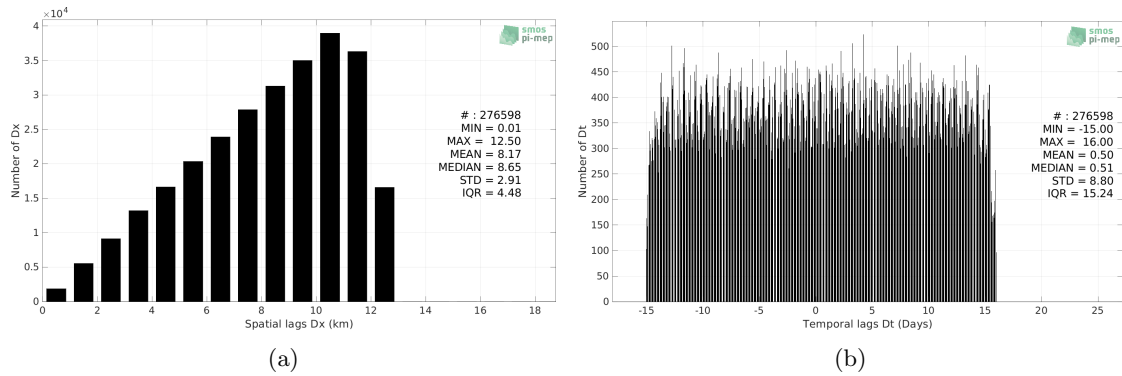 ×10⁴
4
3.5
3
2.5
2
1.5
1
0.5
0
Number of Dx
0 2 4 6 8 10 12 14 16 18
Spatial lags Dx (km)
smos
pi-mep
# : 276598
MIN = 0.01
MAX = 12.50
MEAN = 8.17
MEDIAN = 8.65
STD = 2.91
IQR = 4.48
(a)
500
450
400
350
300
250
200
150
100
50
0
Number of Dt
-15 -10 -5 0 5 10 15 20 25
Temporal lags Dt (Days)
smos
pi-mep
# : 276598
MIN = -15.00
MAX = 16.00
MEAN = 0.50
MEDIAN = 0.51
STD = 8.80
IQR = 15.24
(b)